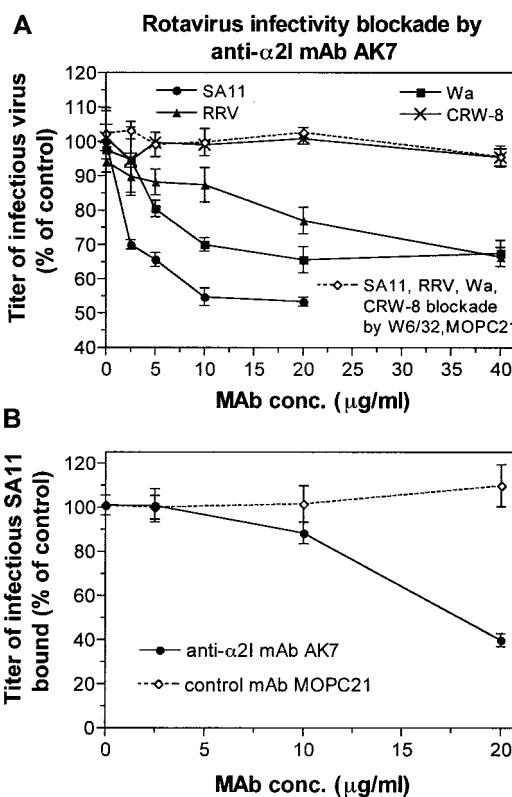 A
Rotavirus infectivity blockade by
anti-α2I mAb AK7
Titer of infectious virus
(% of control)
120
110
100
90
80
70
60
50
40
SA11
RRV
Wa
CRW-8
SA11, RRV, Wa,
CRW-8 blockade
by W6/32,MOPC21
0 5 10 15 20 25 30 35 40
MAb conc. (μg/ml)
B
Titer of infectious SA11
bound (% of control)
120
100
80
60
40
20
0
anti-α2I mAb AK7
control mAb MOPC21
0 5 10 15 20
MAb conc. (μg/ml)